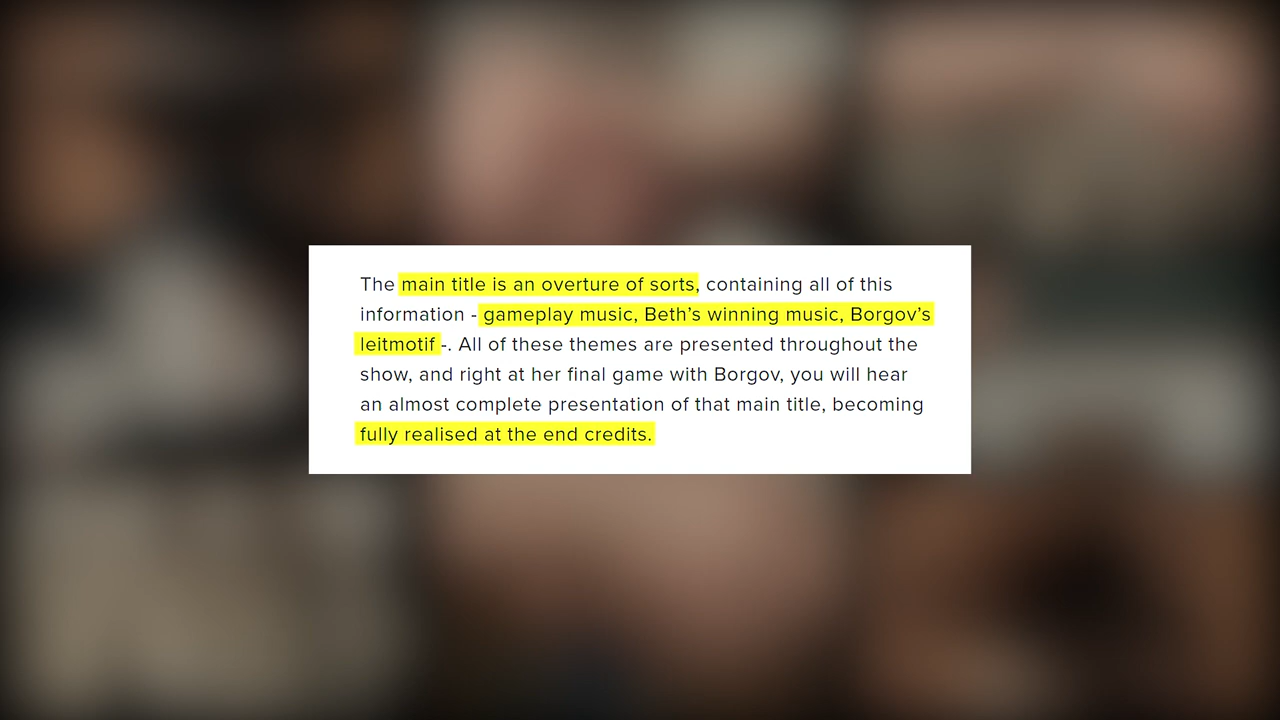 The main title is an overture of sorts, containing all of this
information - gameplay music, Beth’s winning music, Borgov’s
leitmotif -. All of these themes are presented throughout the
show, and right at her final game with Borgov, you will hear
an almost complete presentation of that main title, becoming
fully realised at the end credits.